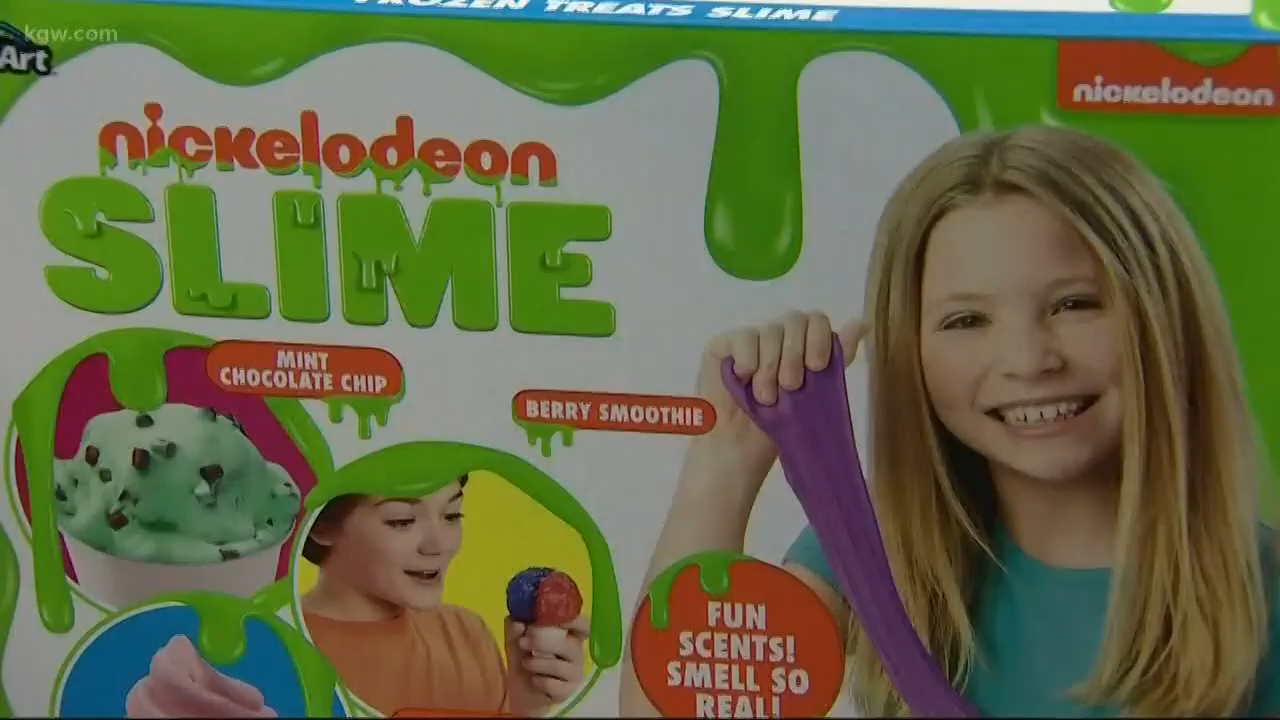 FROZEN TREATS SLIME
kgw.com
Art
nickelodeon
nickelodeon
SLIME
MINT
CHOCOLATE CHIP
BERRY SMOOTHIE
FUN
SCENTS!
SMELL SO
REAL!